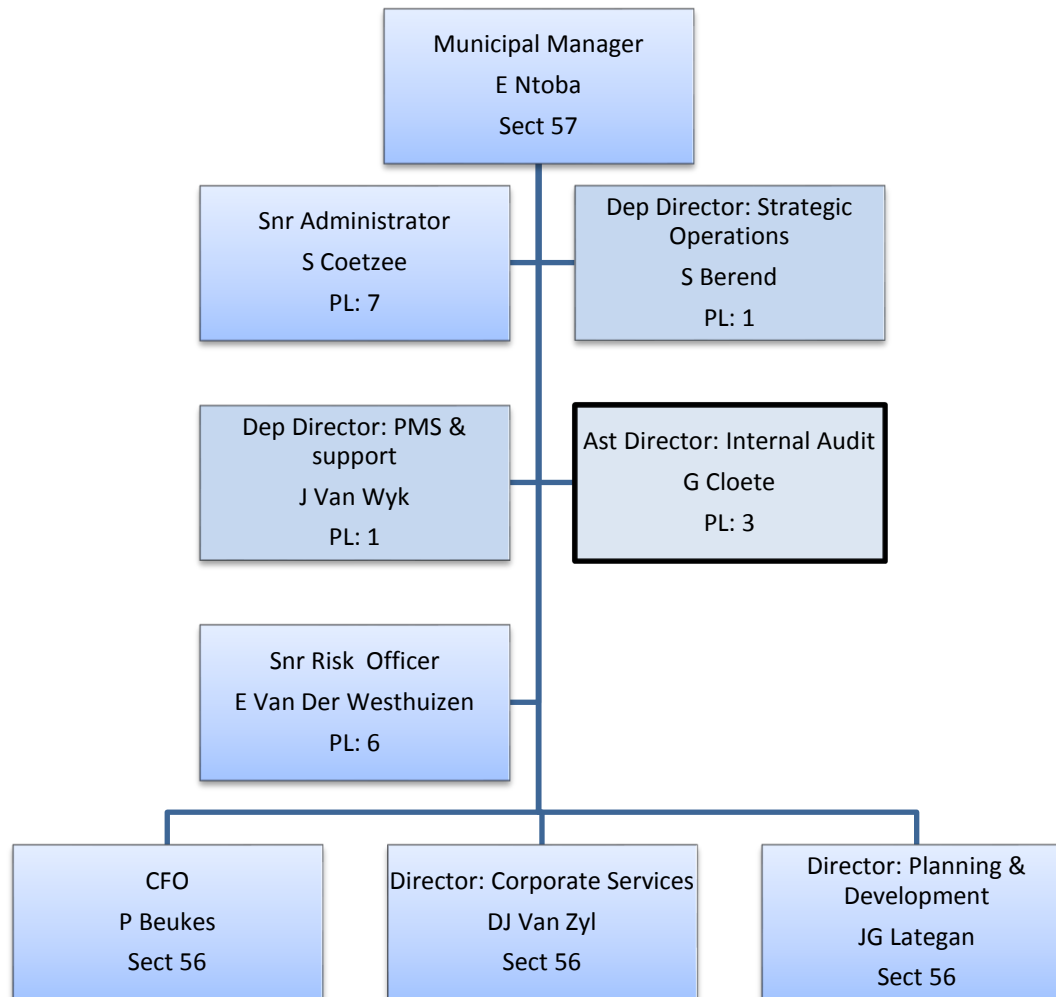 Municipal Manager
E Ntoba
Sect 57
Snr Administrator
S Coetzee
PL: 7
Dep Director: Strategic
Operations
S Berend
PL: 1
Dep Director: PMS &
support
J Van Wyk
PL: 1
Ast Director: Internal Audit
G Cloete
PL: 3
Snr Risk  Officer
E Van Der Westhuizen
PL: 6
CFO
P Beukes
Sect 56
Director: Corporate Services
DJ Van Zyl
Sect 56
Director: Planning &
Development
JG Lategan
Sect 56